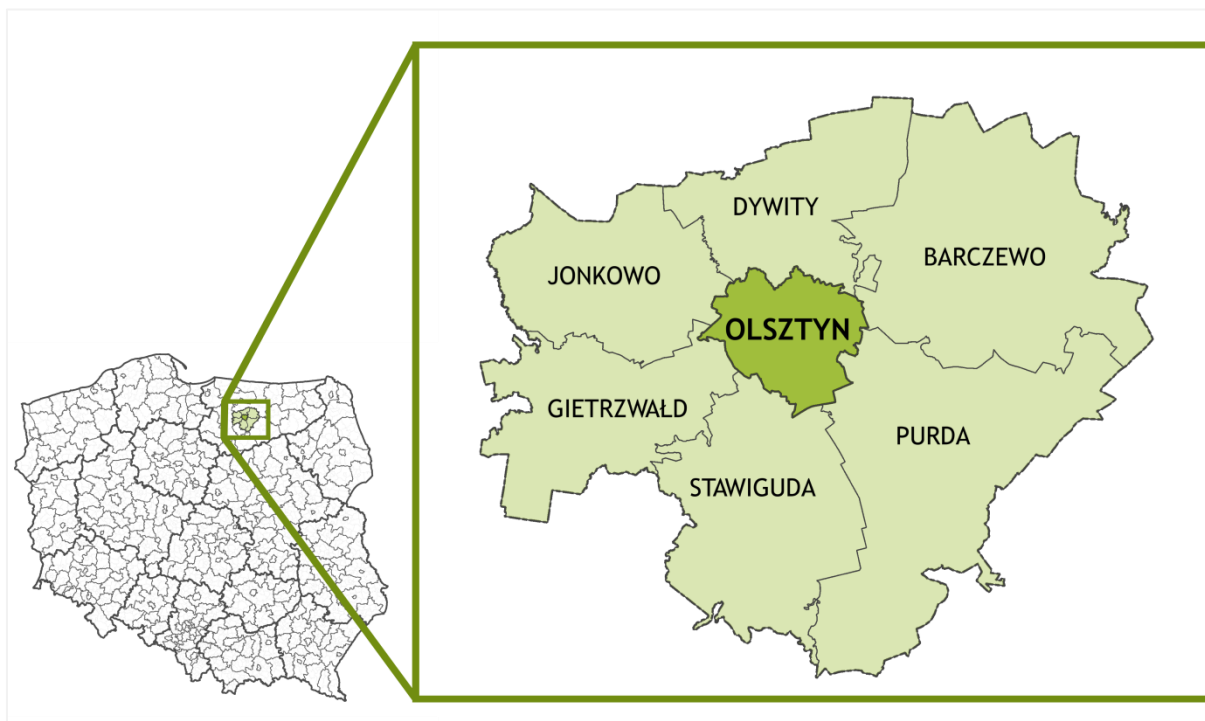 DYWITY
BARCZEWO
JONKOWO
OLSZTYN
GIETRZWAŁD
PURDA
STAWIGUDA